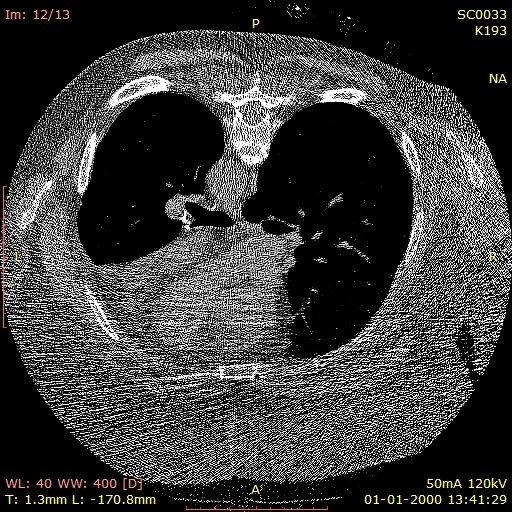 Im: 12/13
P
SC0033
K193
NA
L
R
WL: 40 WW: 400 [D]
T: 1.3mm L: -170.8mm
A
50mA 120kV
01-01-2000 13:41:29